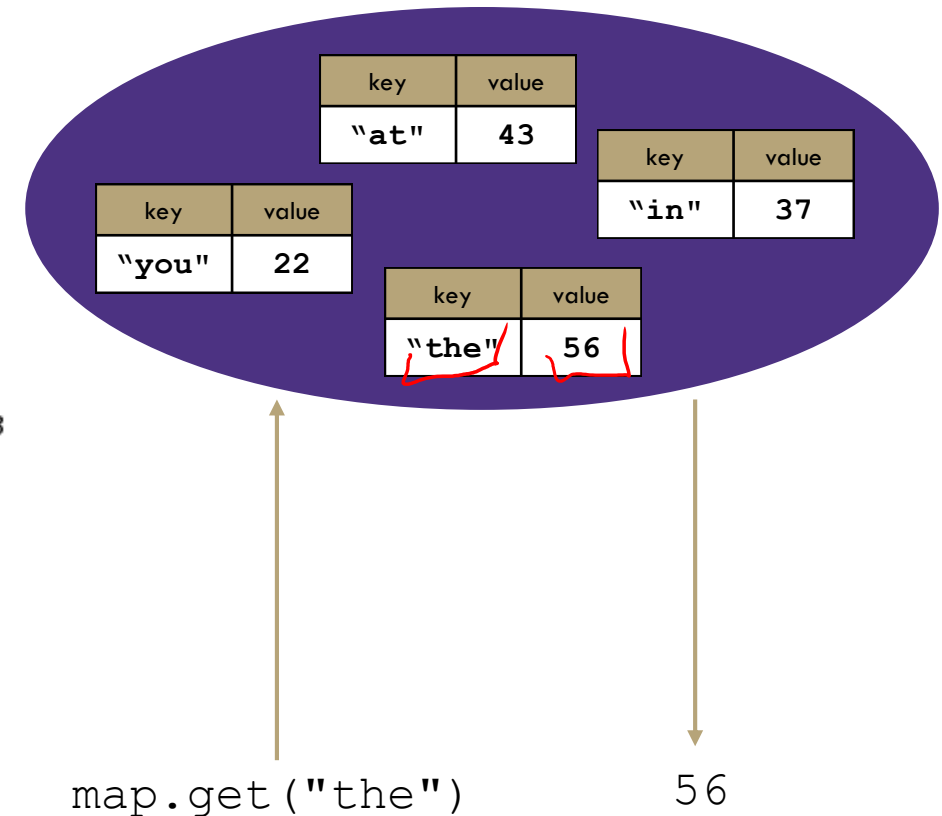 key value
“at" 43
key value
“in" 37
key value
“you" 22
key value
“the" 56
map.get("the") 56